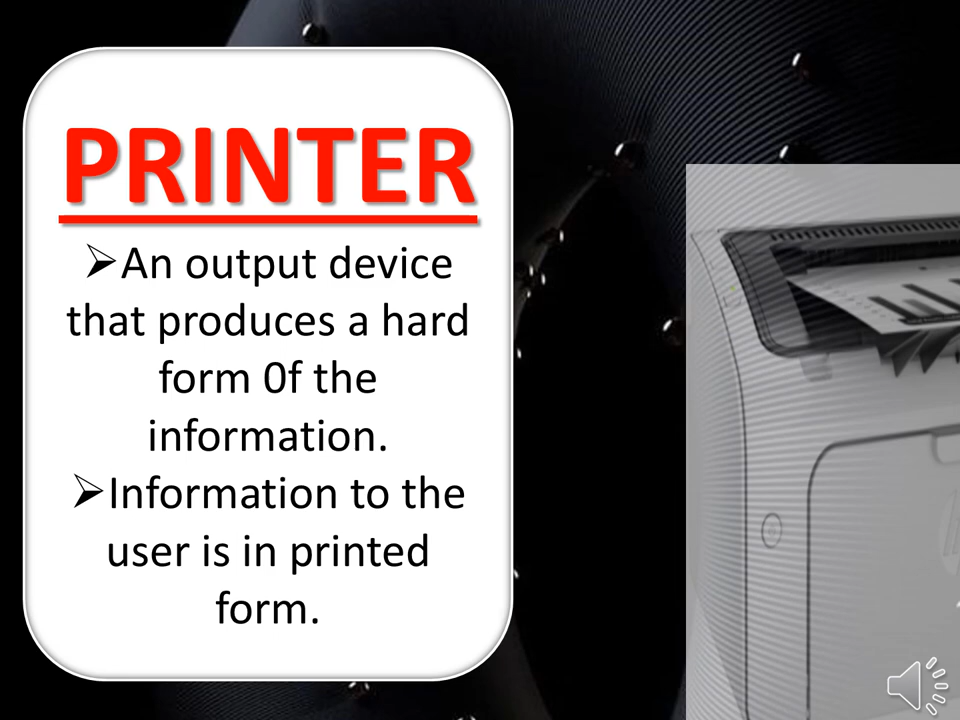 PRINTER
➢An output device
that produces a hard
form 0f the
information.
➢Information to the
user is in printed
form.